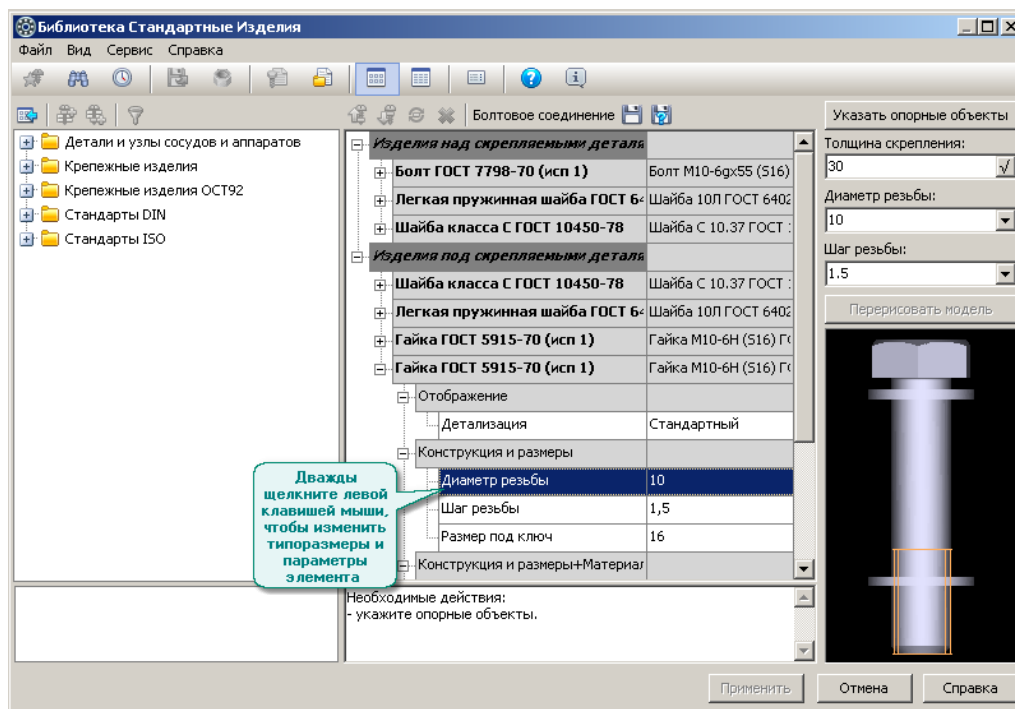 Библиотека Стандартные Изделия
Файл Вид Сервис Справка
Болтовое соединение
Указать опорные объекты
Детали и узлы сосудов и аппаратов
Крепежные изделия
Крепежные изделия ОСТ92
Стандарты DIN
Стандарты ISO
Изделия над скрепляемыми деталя
Болт ГОСТ 7798-70 (исп 1) Болт M10-6gx55 (S16)
Легкая пружинная шайба ГОСТ 64 Шайба 10Л ГОСТ 6402
Шайба класса С ГОСТ 10450-78 Шайба С 10.37 ГОСТ
Изделия под скрепляемыми деталя
Шайба класса С ГОСТ 10450-78 Шайба С 10.37 ГОСТ
Легкая пружинная шайба ГОСТ 64 Шайба 10Л ГОСТ 6402
Гайка ГОСТ 5915-70 (исп 1) Гайка M10-6H (S16) Г
Гайка ГОСТ 5915-70 (исп 1) Гайка M10-6H (S16) Г
Отображение
Детализация Стандартный
Конструкция и размеры
Диаметр резьбы 10
Шаг резьбы 1,5
Размер под ключ 16
Конструкция и размеры+Материал
Дважды
щелкните левой
клавишей мыши,
чтобы изменить
типоразмеры и
параметры
элемента
Толщина скрепления:
30
Диаметр резьбы:
10
Шаг резьбы:
1.5
Перерисовать модель
Необходимые действия:
- укажите опорные объекты.
Применить Отмена Справка